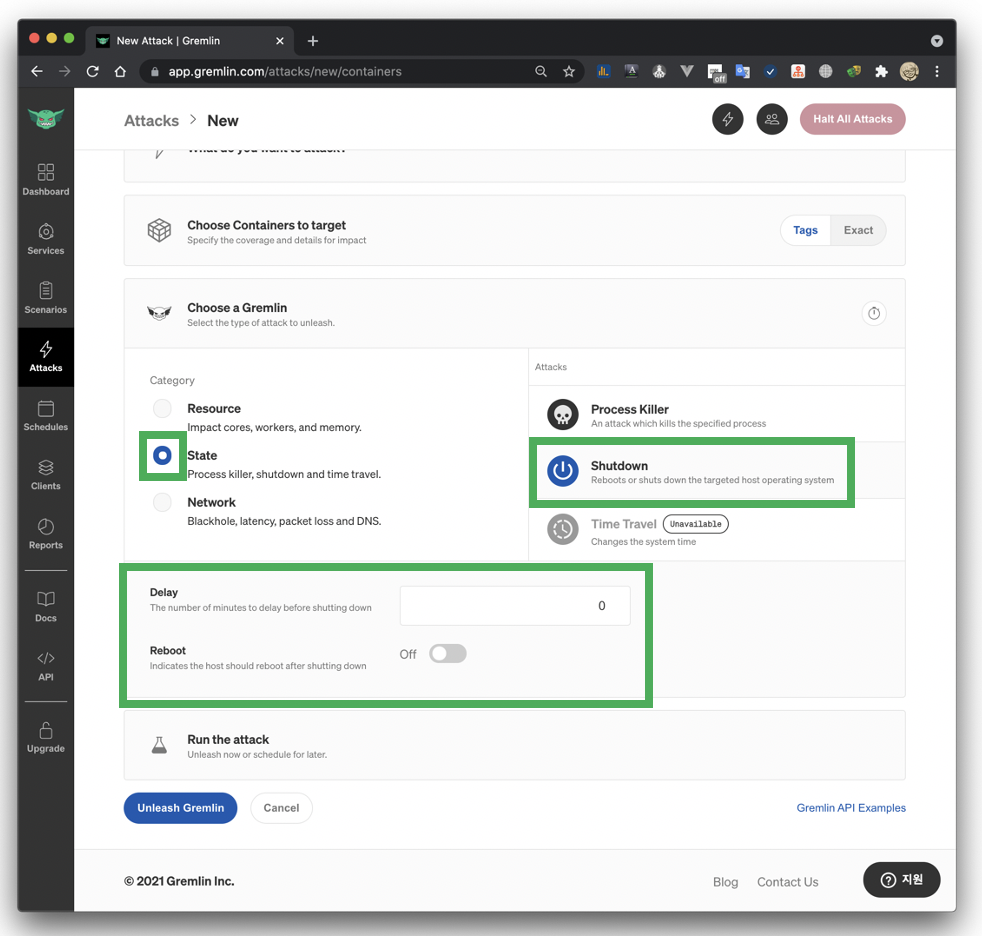 New Attack | Gremlin
app.gremlin.com/attacks/new/containers
off
Attacks > New
Halt All Attacks
What do you want to attack?
Dashboard
Services
Scenarios
Attacks
Schedules
Clients
Reports
Docs
API
Upgrade
Choose Containers to target
Specify the coverage and details for impact
Tags
Exact
Choose a Gremlin
Select the type of attack to unleash.
Category
Resource
Impact cores, workers, and memory.
State
Process killer, shutdown and time travel.
Network
Blackhole, latency, packet loss and DNS.
Attacks
Process Killer
An attack which kills the specified process
Shutdown
Reboots or shuts down the targeted host operating system
Time Travel Unavailable
Changes the system time
Delay
The number of minutes to delay before shutting down
0
Reboot
Indicates the host should reboot after shutting down
Off
Run the attack
Unleash now or schedule for later.
Unleash Gremlin
Cancel
Gremlin API Examples
© 2021 Gremlin Inc.
Blog
Contact Us
지원